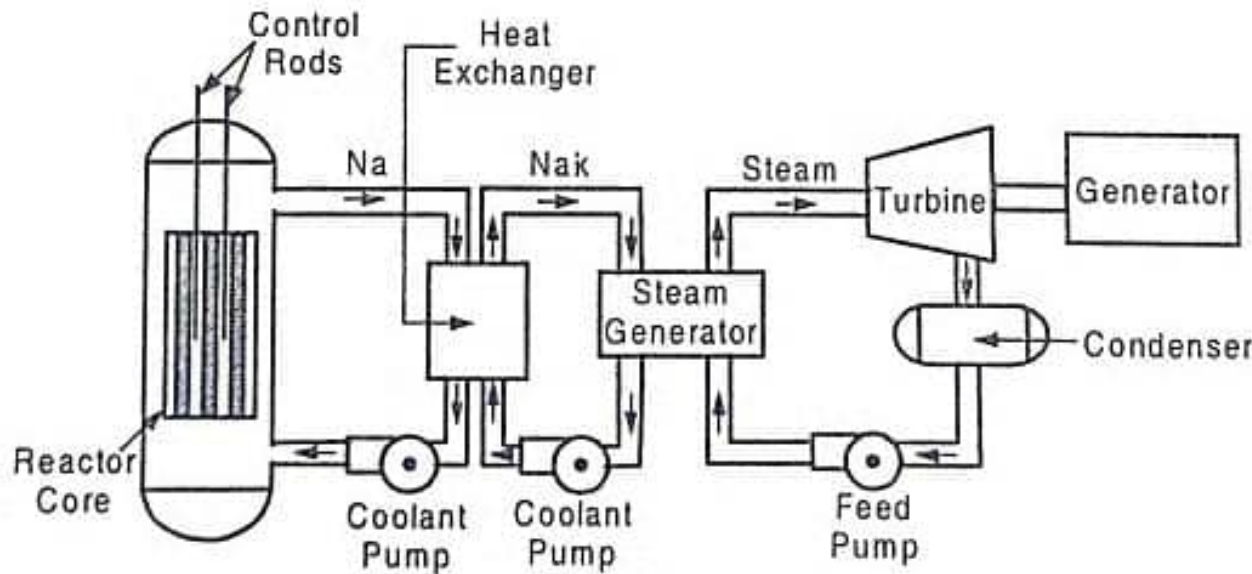 Control
Rods
Heat
Exchanger
Na
Nak
Steam
Turbine
Generator
Steam
Generator
Condenser
Reactor
Core
Coolant
Pump
Coolant
Pump
Feed
Pump